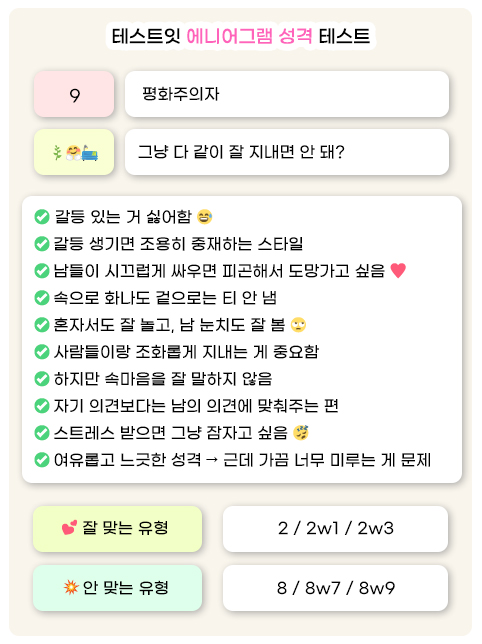 테스트잇 에니어그램 성격 테스트
9
평화주의자
🌿🤗🛌
그냥 다 같이 잘 지내면 안 돼?
✅ 갈등 있는 거 싫어함 😅
✅ 갈등 생기면 조용히 중재하는 스타일
✅ 남들이 시끄럽게 싸우면 피곤해서 도망가고 싶음 ♥️
✅ 속으로 화나도 겉으로는 티 안 냄
✅ 혼자서도 잘 놀고, 남 눈치도 잘 봄 🙄
✅ 사람들이랑 조화롭게 지내는 게 중요함
✅ 하지만 속마음을 잘 말하지 않음
✅ 자기 의견보다는 남의 의견에 맞춰주는 편
✅ 스트레스 받으면 그냥 잠자고 싶음 😴
✅ 여유롭고 느긋한 성격 → 근데 가끔 너무 미루는 게 문제
💕 잘 맞는 유형
2 / 2w1 / 2w3
💥 안 맞는 유형
8 / 8w7 / 8w9